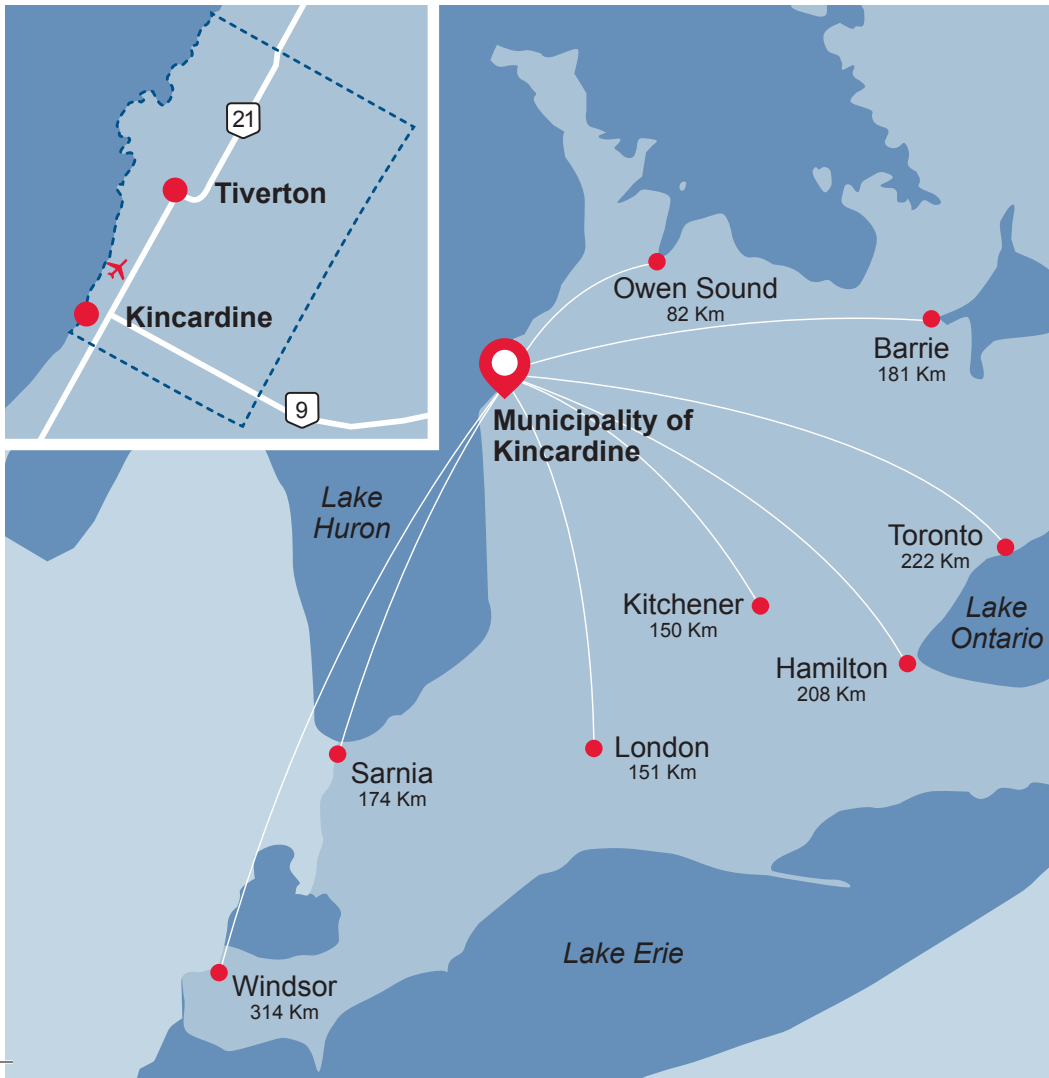 21
Tiverton
Kincardine
9
Owen Sound
82 Km
Barrie
181 Km
Municipality of
Kincardine
Lake
Huron
Toronto
222 Km
Kitchener
150 Km
Lake
Ontario
Hamilton
208 Km
London
151 Km
Sarnia
174 Km
Lake Erie
Windsor
314 Km